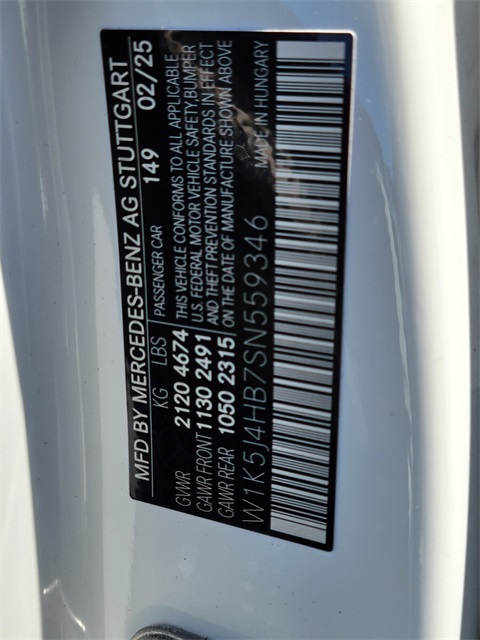 MFD BY MERCEDES-BENZ AG STUTTGART
149 02/25
KG LBS PASSENGER CAR
GVWR 2120 4674 THIS VEHICLE CONFORMS TO ALL APPLICABLE
GAWR FRONT 1130 2491 U.S. FEDERAL MOTOR VEHICLE SAFETY, BUMPER
GAWR REAR 1050 2315 AND THEFT PREVENTION STANDARDS IN EFFECT
ON THE DATE OF MANUFACTURE SHOWN ABOVE
W1K5J4HB7SN559346 MADE IN HUNGARY